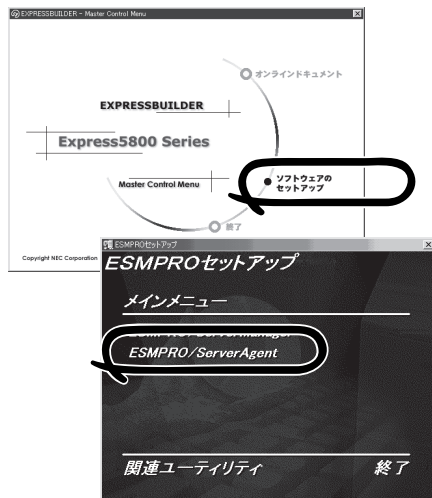 EXPRESSBUILDER - Master Control Menu
オンラインドキュメント
EXPRESSBUILDER
Express5800 Series
ソフトウェアの
セットアップ
Master Control Menu
終了
Copyright NEC Corporation
ESMPROセットアップ
ESMPROセットアップ
メインメニュー
ESMPRO/ServerAgent
関連ユーティリティ
終了